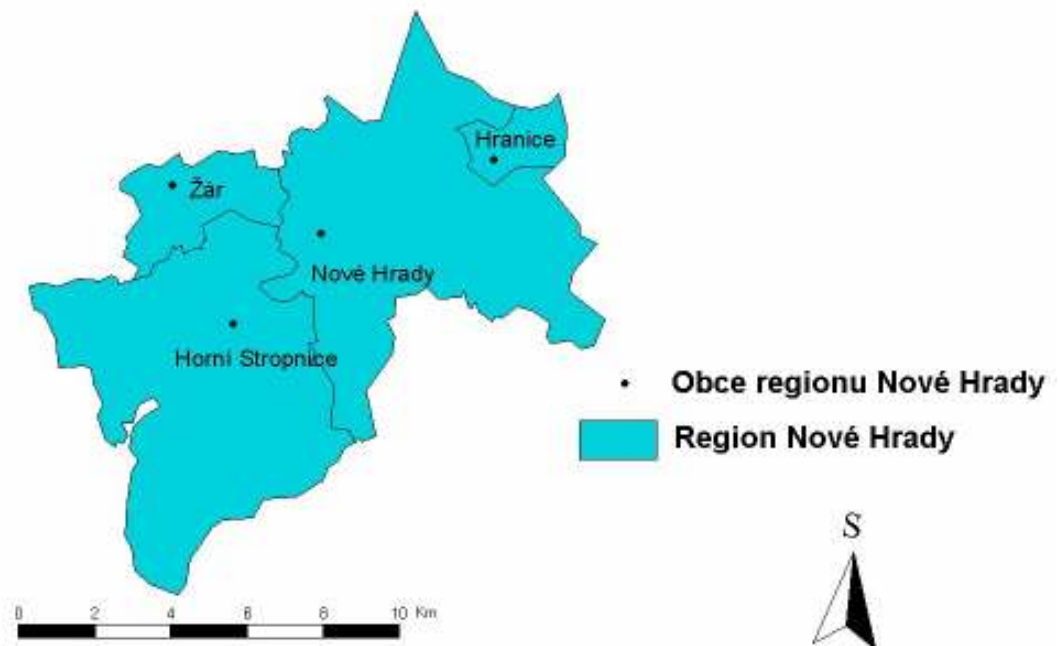 Hranice
Žár
Nové Hrady
Horní Stropnice
Obce regionu Nové Hrady
Region Nové Hrady
S
0 2 4 6 8 10 Km